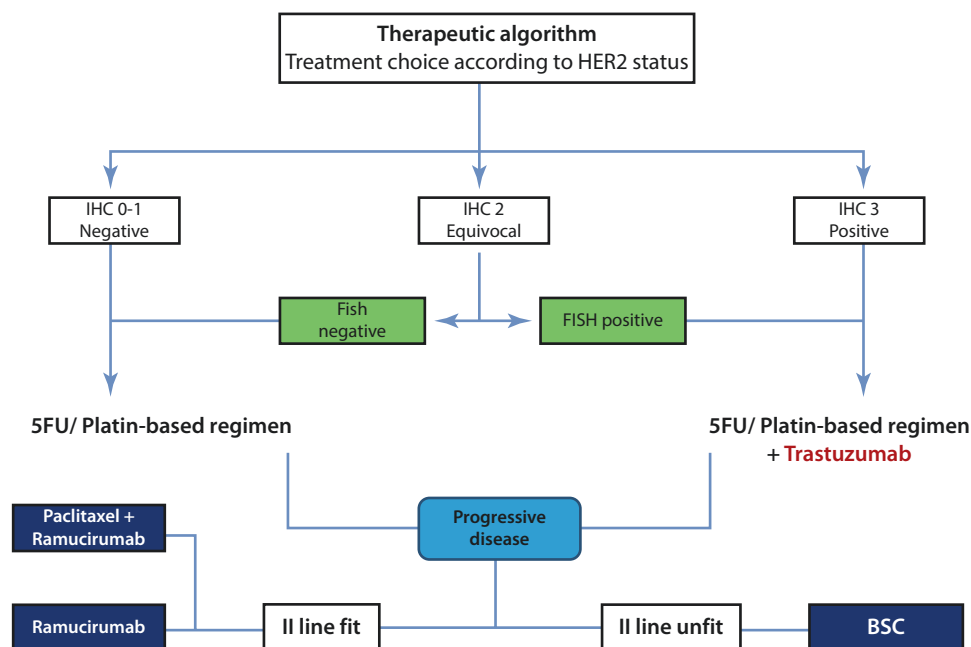 Therapeutic algorithm
Treatment choice according to HER2 status
IHC 0-1
Negative
IHC 2
Equivocal
IHC 3
Positive
Fish
negative
FISH positive
5FU/ Platin-based regimen
5FU/ Platin-based regimen
+ Trastuzumab
Progressive
disease
Paclitaxel +
Ramucirumab
Ramucirumab
II line fit
II line unfit
BSC